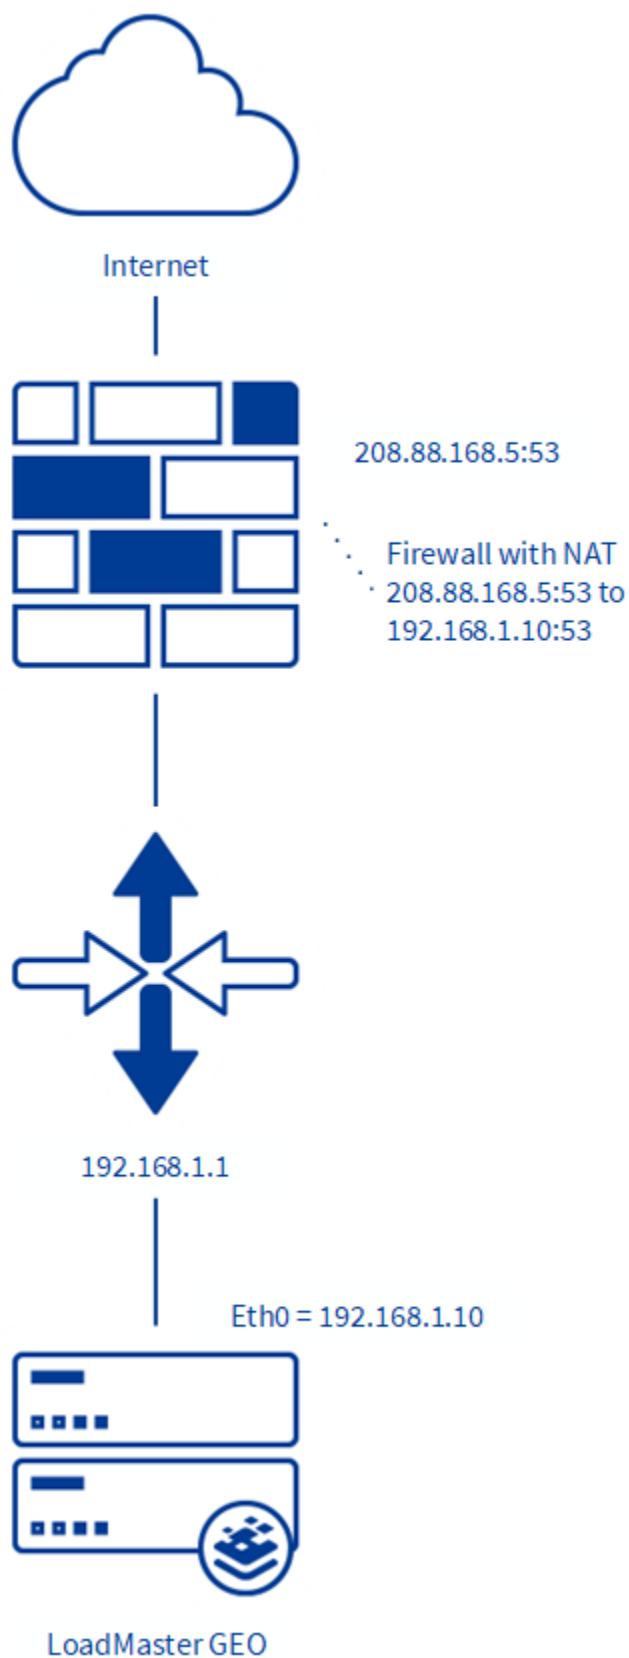 Internet
208.88.168.5:53
Firewall with NAT
208.88.168.5:53 to
192.168.1.10:53
192.168.1.1
Eth0 = 192.168.1.10
LoadMaster GEO